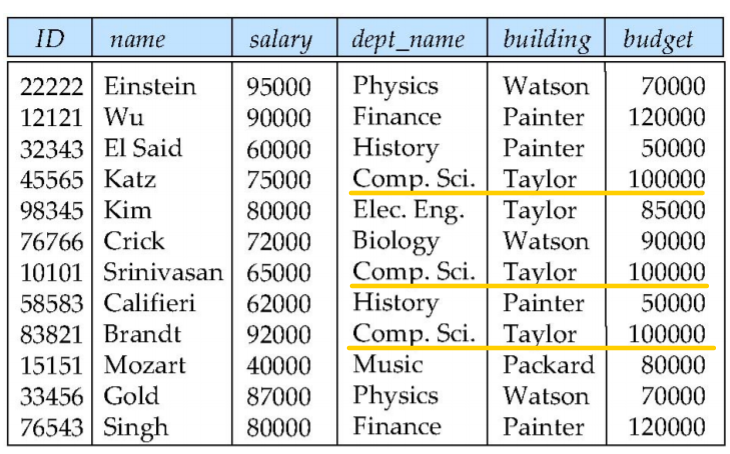 ID name salary dept_name building budget
22222 Einstein 95000 Physics Watson 70000
12121 Wu 90000 Finance Painter 120000
32343 El Said 60000 History Painter 50000
45565 Katz 75000 Comp. Sci. Taylor 100000
98345 Kim 80000 Elec. Eng. Taylor 85000
76766 Crick 72000 Biology Watson 90000
10101 Srinivasan 65000 Comp. Sci. Taylor 100000
58583 Califieri 62000 History Painter 50000
83821 Brandt 92000 Comp. Sci. Taylor 100000
15151 Mozart 40000 Music Packard 80000
33456 Gold 87000 Physics Watson 70000
76543 Singh 80000 Finance Painter 120000